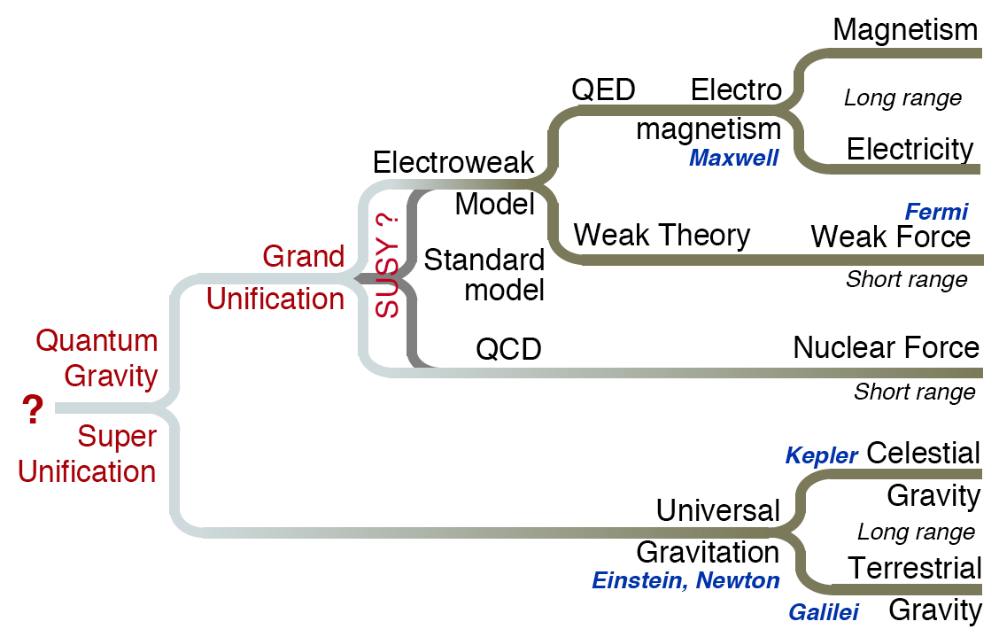 Magnetism
QED
Electro
Long range
magnetism
Electricity
Maxwell
Electroweak
Model
Fermi
Weak Theory
Weak Force
Short range
SUSY ?
Grand
Unification
Standard
model
QCD
Nuclear Force
Short range
Quantum
Gravity
?
Super
Unification
Kepler Celestial
Gravity
Universal
Long range
Gravitation
Terrestrial
Einstein, Newton
Galilei Gravity